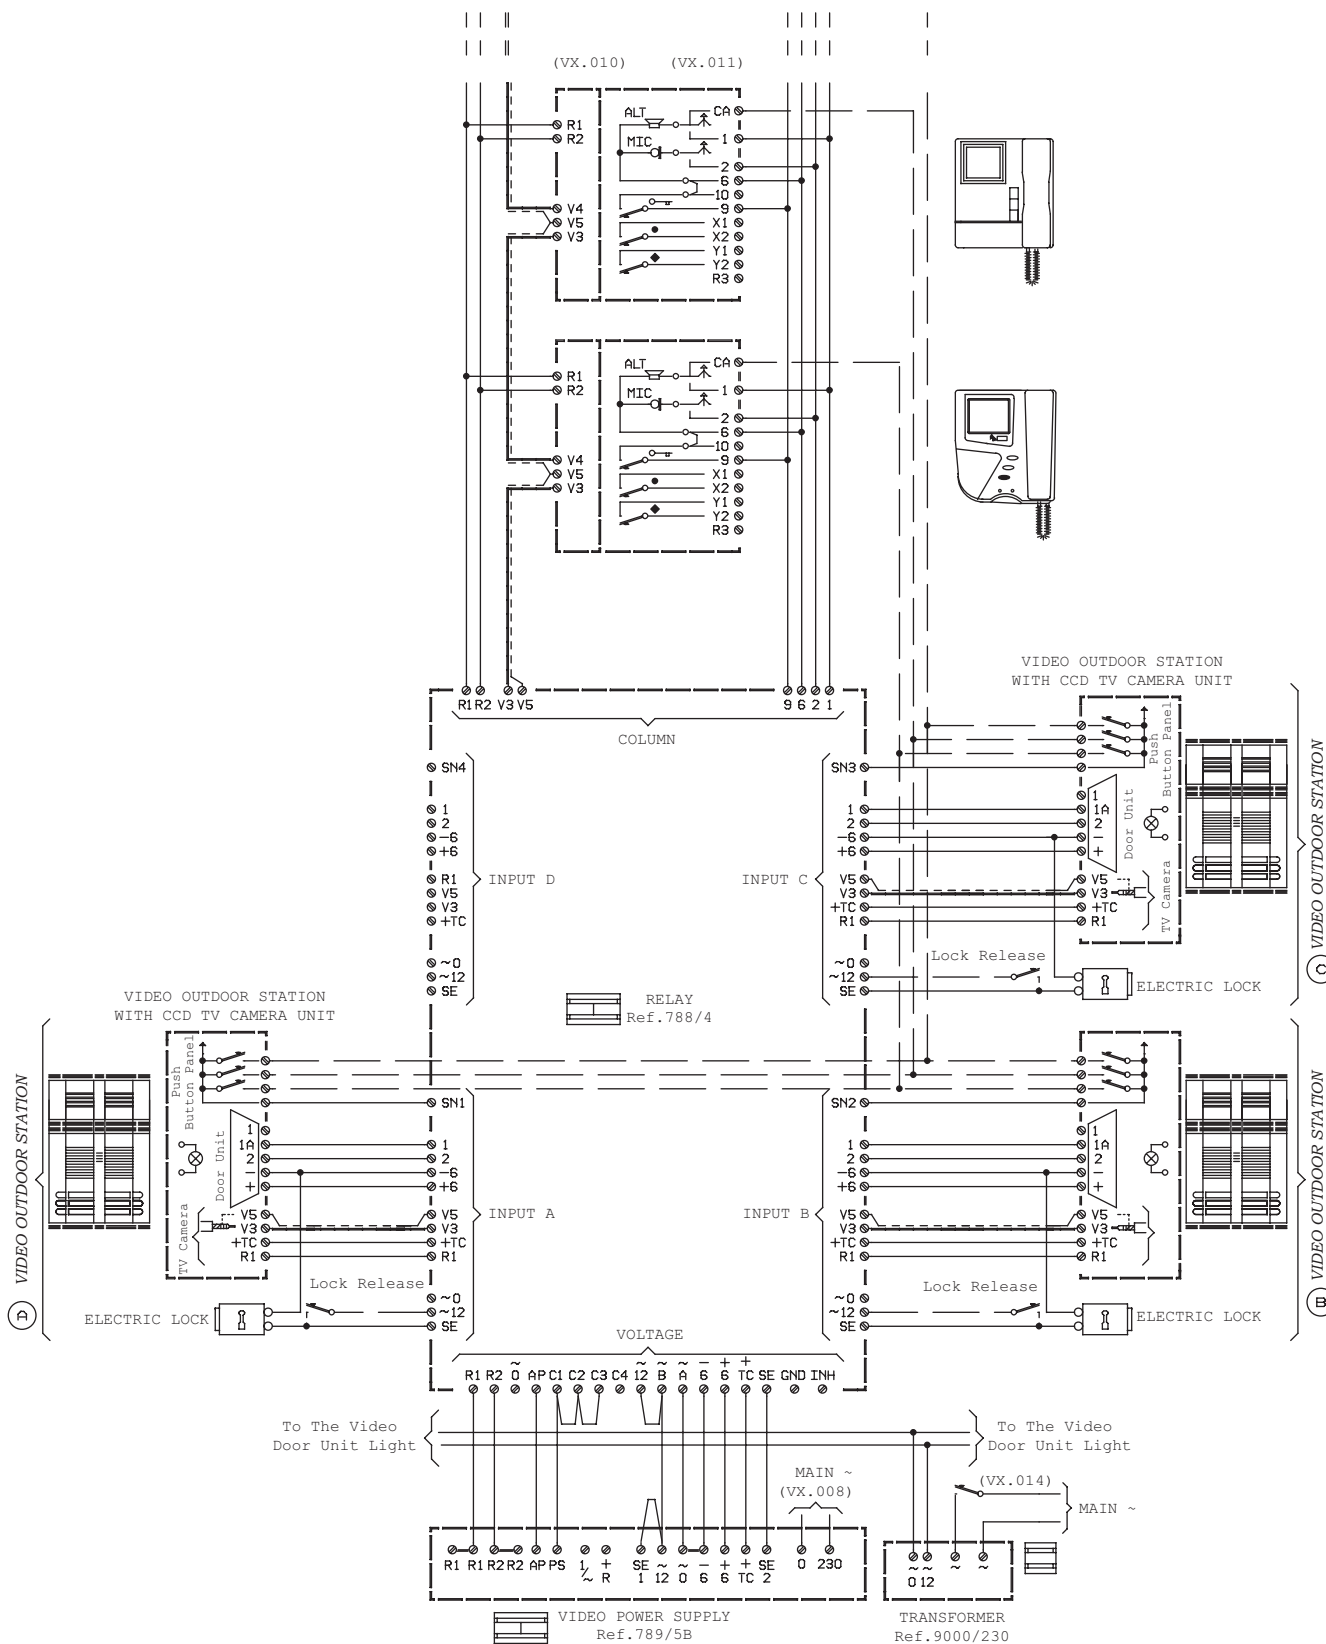 (VX.010) (VX.011)
ALT CA
R1 1
R2 MIC
2
6
10
V4 9
V5 X1
V3 X2
Y1
Y2
R3
ALT CA
R1 1
R2 MIC
2
6
10
V4 9
V5 X1
V3 X2
Y1
Y2
R3
VIDEO OUTDOOR STATION
WITH CCD TV CAMERA UNIT
R1 R2 V3 V5 9 6 2 1
COLUMN
SN4
1
2
-6
+6
R1
V5
V3
+TC
~0
~12
SE
INPUT D
SN3
1
2
-6
+6
V5
V3
+TC
R1
~0
~12
SE
INPUT C
Push
Button Panel
1
1A
2
-
+
Door Unit
V5
V3
+TC
R1
TV Camera
Lock Release
ELECTRIC LOCK
C VIDEO OUTDOOR STATION
RELAY
Ref.788/4
VIDEO OUTDOOR STATION
WITH CCD TV CAMERA UNIT
D VIDEO OUTDOOR STATION
Push
Button Panel
1
1A
2
-
+
Door Unit
V5
V3
+TC
R1
TV Camera
Lock Release
ELECTRIC LOCK
SN1
1
2
-6
+6
V5
V3
+TC
R1
~0
~12
SE
INPUT A
SN2
1
2
-6
+6
V5
V3
+TC
R1
~0
~12
SE
INPUT B
Push
Button Panel
1
1A
2
-
+
Door Unit
V5
V3
+TC
R1
TV Camera
Lock Release
ELECTRIC LOCK
B VIDEO OUTDOOR STATION
VOLTAGE
R1 R2 ~0 AP C1 C2 C3 C4 ~12 ~B ~A -6 +6 +TC SE GND INH
To The Video
Door Unit Light
To The Video
Door Unit Light
MAIN ~
(VX.008)
(VX.014)
MAIN ~
R1 R1 R2 R2 AP PS 1/~ +R SE1 ~12 ~0 -6 +6 +TC SE2 0 230
~0 ~12 ~ ~
VIDEO POWER SUPPLY
Ref.789/5B
TRANSFORMER
Ref.9000/230